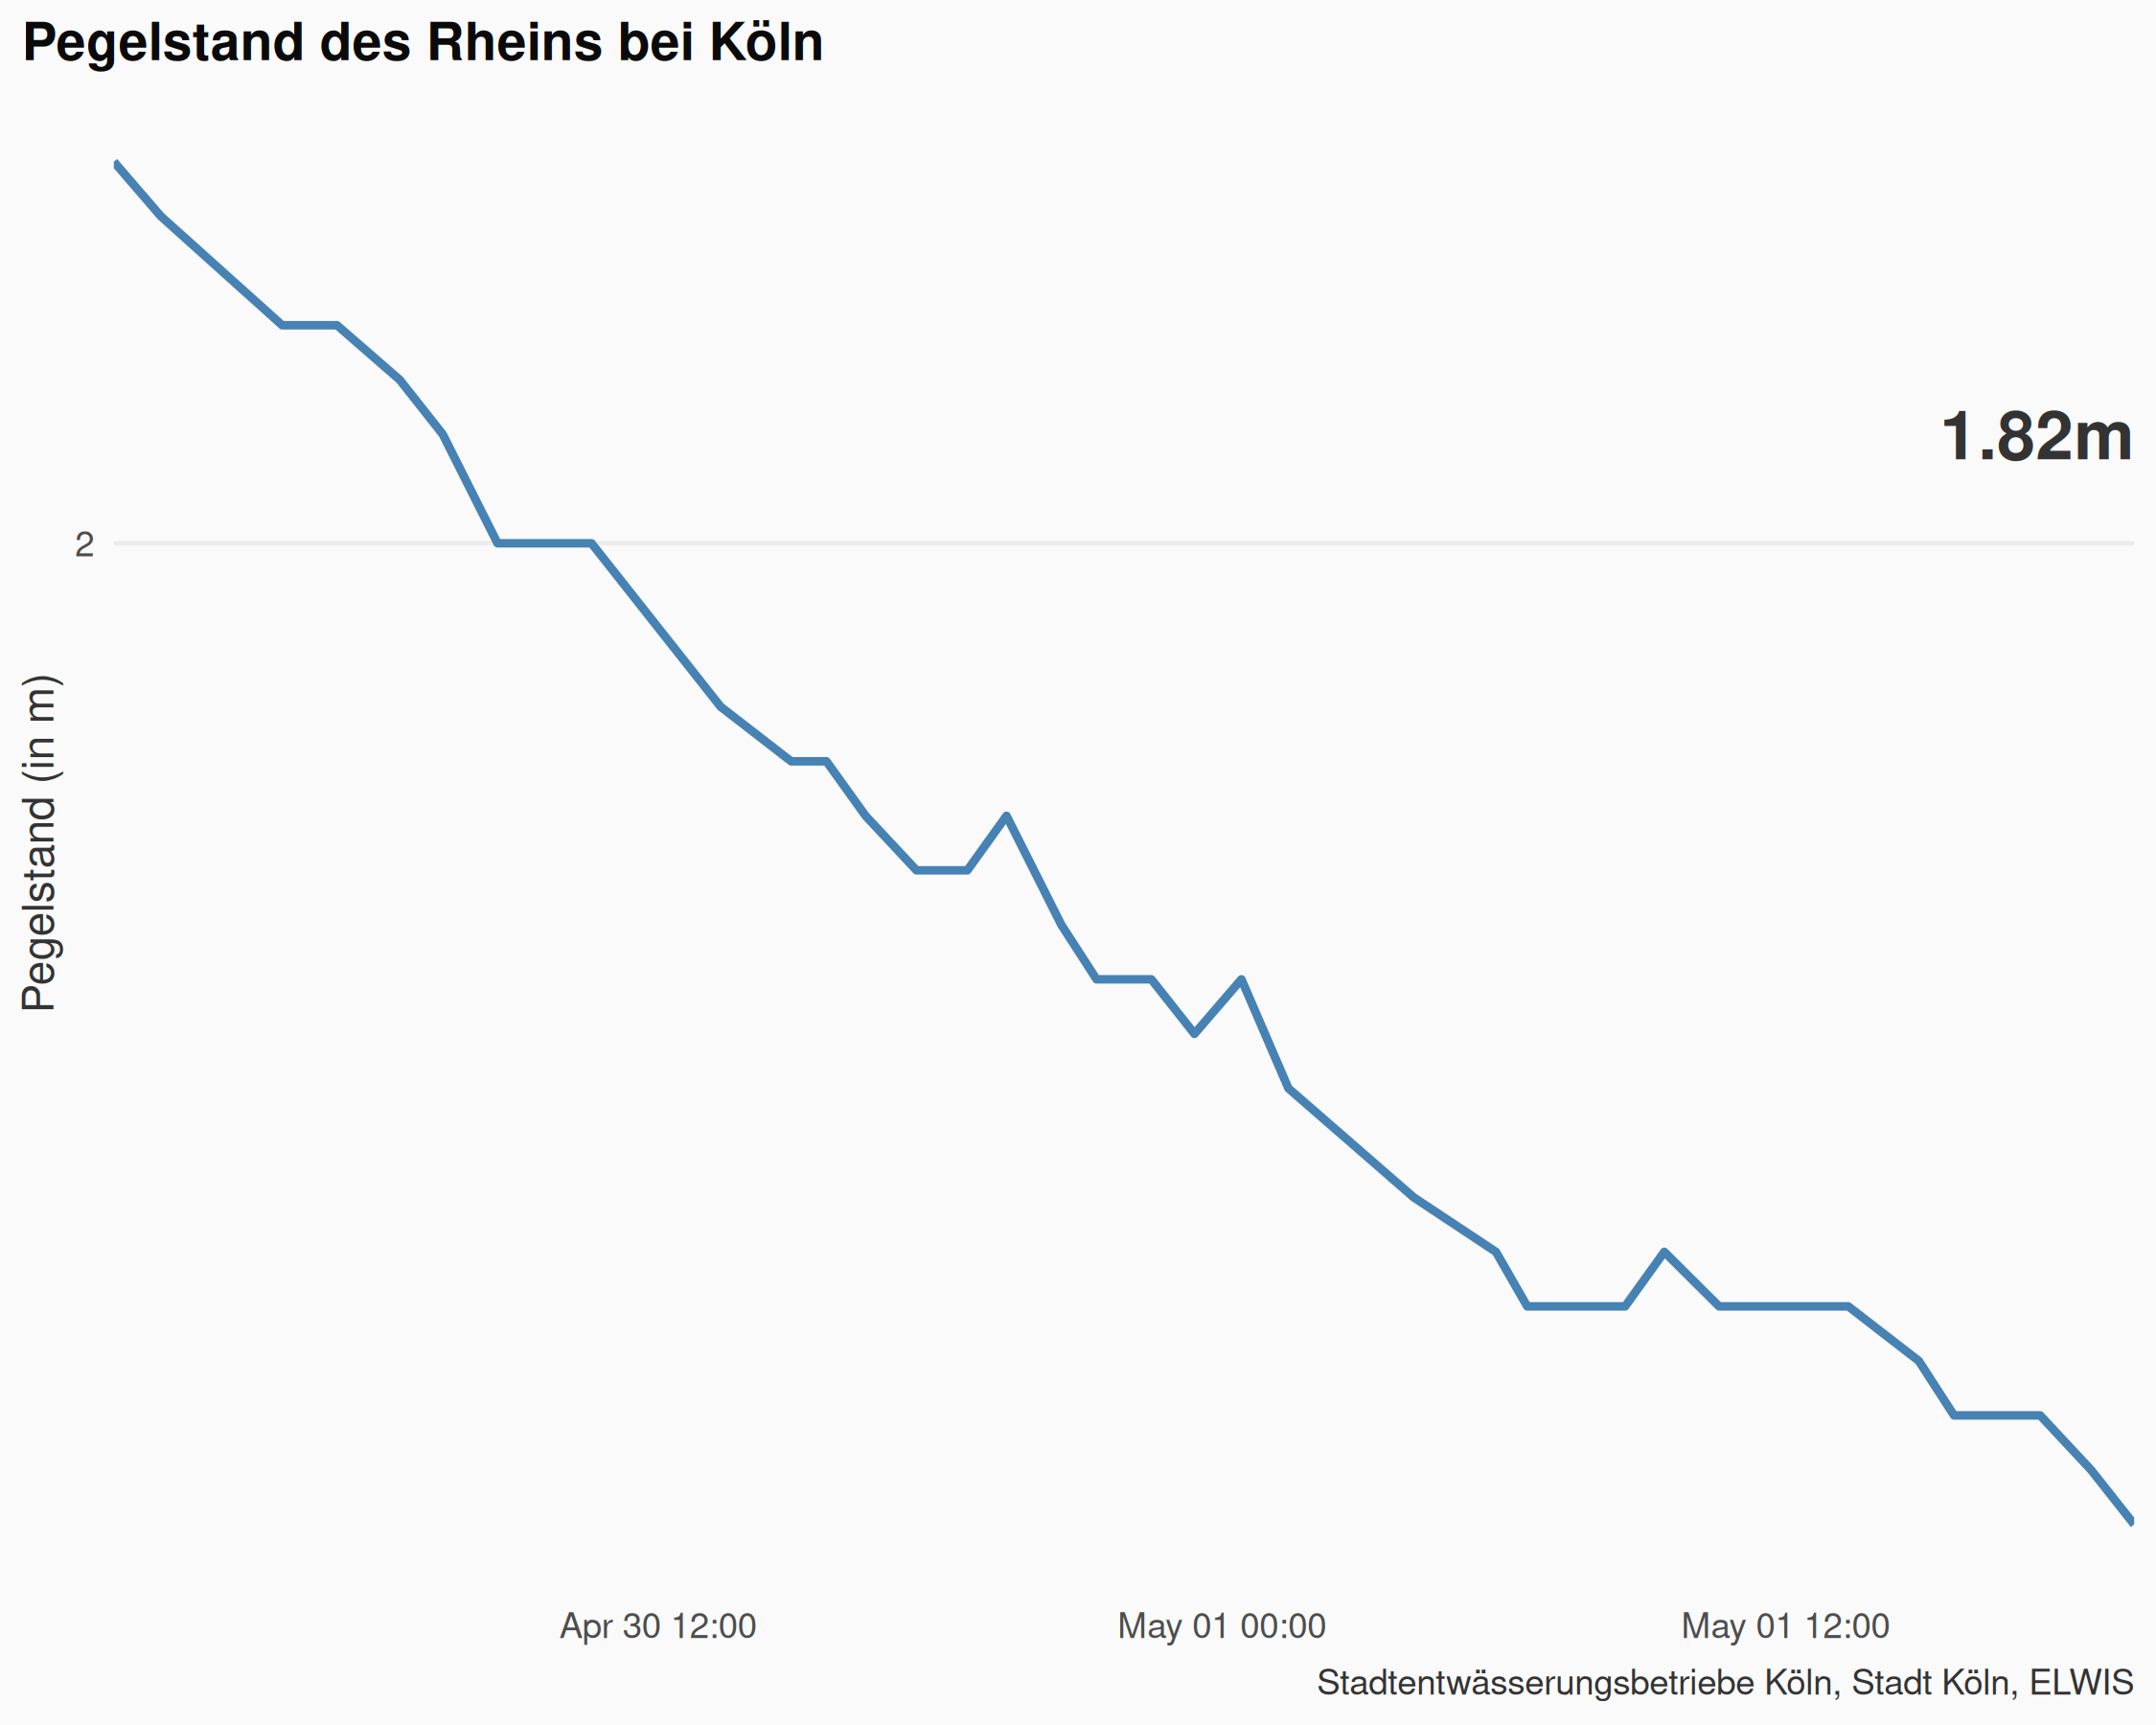 Pegelstand des Rheins bei Köln
1.82m
2
Pegelstand (in m)
Apr 30 12:00 May 01 00:00 May 01 12:00
Stadtentwässerungsbetriebe Köln, Stadt Köln, ELWIS